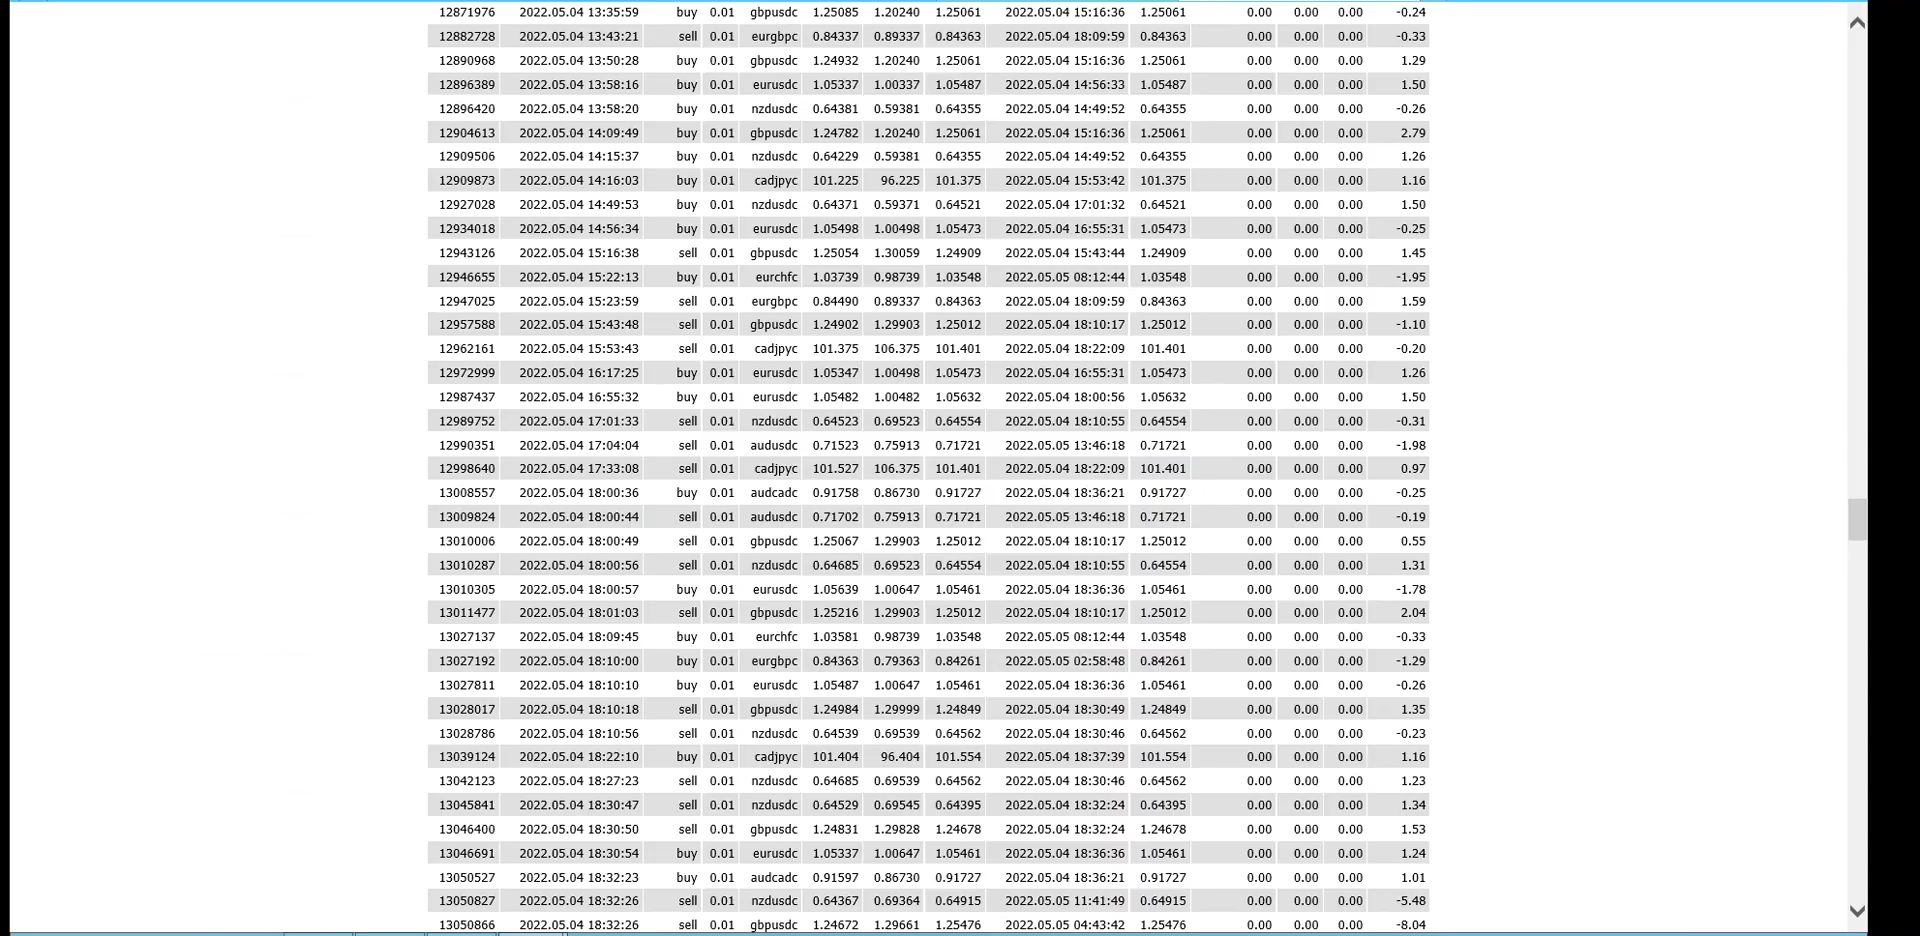 12871976 2022.05.04 13:35:59 buy 0.01 gbpusdc 1.25085 1.20240 1.25061 2022.05.04 15:16:36 1.25061 0.00 0.00 0.00 -0.24
12882728 2022.05.04 13:43:21 sell 0.01 eurgbpc 0.84337 0.89337 0.84363 2022.05.04 18:09:59 0.84363 0.00 0.00 0.00 -0.33
12890968 2022.05.04 13:50:28 buy 0.01 gbpusdc 1.24932 1.20240 1.25061 2022.05.04 15:16:36 1.25061 0.00 0.00 0.00 1.29
12896389 2022.05.04 13:58:16 buy 0.01 eurusdc 1.05337 1.00337 1.05487 2022.05.04 14:56:33 1.05487 0.00 0.00 0.00 1.50
12896420 2022.05.04 13:58:20 buy 0.01 nzdusdc 0.64381 0.59381 0.64355 2022.05.04 14:49:52 0.64355 0.00 0.00 0.00 -0.26
12904613 2022.05.04 14:09:49 buy 0.01 gbpusdc 1.24782 1.20240 1.25061 2022.05.04 15:16:36 1.25061 0.00 0.00 0.00 2.79
12909506 2022.05.04 14:15:37 buy 0.01 nzdusdc 0.64229 0.59381 0.64355 2022.05.04 14:49:52 0.64355 0.00 0.00 0.00 1.26
12909873 2022.05.04 14:16:03 buy 0.01 cadjpyc 101.225 96.225 101.375 2022.05.04 15:53:42 101.375 0.00 0.00 0.00 1.16
12927028 2022.05.04 14:49:53 buy 0.01 nzdusdc 0.64371 0.59371 0.64521 2022.05.04 17:01:32 0.64521 0.00 0.00 0.00 1.50
12934018 2022.05.04 14:56:34 buy 0.01 eurusdc 1.05498 1.00498 1.05473 2022.05.04 16:55:31 1.05473 0.00 0.00 0.00 -0.25
12943126 2022.05.04 15:16:38 sell 0.01 gbpusdc 1.25054 1.30059 1.24909 2022.05.04 15:43:44 1.24909 0.00 0.00 0.00 1.45
12946655 2022.05.04 15:22:13 buy 0.01 eurchfc 1.03739 0.98739 1.03548 2022.05.05 08:12:44 1.03548 0.00 0.00 0.00 -1.95
12947025 2022.05.04 15:23:59 sell 0.01 eurgbpc 0.84490 0.89337 0.84363 2022.05.04 18:09:59 0.84363 0.00 0.00 0.00 1.59
12957588 2022.05.04 15:43:48 sell 0.01 gbpusdc 1.24902 1.29903 1.25012 2022.05.04 18:10:17 1.25012 0.00 0.00 0.00 -1.10
12962161 2022.05.04 15:53:43 sell 0.01 cadjpyc 101.375 106.375 101.401 2022.05.04 18:22:09 101.401 0.00 0.00 0.00 -0.20
12972999 2022.05.04 16:17:25 buy 0.01 eurusdc 1.05347 1.00498 1.05473 2022.05.04 16:55:31 1.05473 0.00 0.00 0.00 1.26
12987437 2022.05.04 16:55:32 buy 0.01 eurusdc 1.05482 1.00482 1.05632 2022.05.04 18:00:56 1.05632 0.00 0.00 0.00 1.50
12989752 2022.05.04 17:01:33 sell 0.01 nzdusdc 0.64523 0.69523 0.64554 2022.05.04 18:10:55 0.64554 0.00 0.00 0.00 -0.31
12990351 2022.05.04 17:04:04 sell 0.01 audusdc 0.71523 0.75913 0.71721 2022.05.05 13:46:18 0.71721 0.00 0.00 0.00 -1.98
12998640 2022.05.04 17:33:08 sell 0.01 cadjpyc 101.527 106.375 101.401 2022.05.04 18:22:09 101.401 0.00 0.00 0.00 0.97
13008557 2022.05.04 18:00:36 buy 0.01 audcadc 0.91758 0.86730 0.91727 2022.05.04 18:36:21 0.91727 0.00 0.00 0.00 -0.25
13009824 2022.05.04 18:00:44 sell 0.01 audusdc 0.71702 0.75913 0.71721 2022.05.05 13:46:18 0.71721 0.00 0.00 0.00 -0.19
13010006 2022.05.04 18:00:49 sell 0.01 gbpusdc 1.25067 1.29903 1.25012 2022.05.04 18:10:17 1.25012 0.00 0.00 0.00 0.55
13010287 2022.05.04 18:00:56 sell 0.01 nzdusdc 0.64685 0.69523 0.64554 2022.05.04 18:10:55 0.64554 0.00 0.00 0.00 1.31
13010305 2022.05.04 18:00:57 buy 0.01 eurusdc 1.05639 1.00647 1.05461 2022.05.04 18:36:36 1.05461 0.00 0.00 0.00 -1.78
13011477 2022.05.04 18:01:03 sell 0.01 gbpusdc 1.25216 1.29903 1.25012 2022.05.04 18:10:17 1.25012 0.00 0.00 0.00 2.04
13027137 2022.05.04 18:09:45 buy 0.01 eurchfc 1.03581 0.98739 1.03548 2022.05.05 08:12:44 1.03548 0.00 0.00 0.00 -0.33
13027192 2022.05.04 18:10:00 buy 0.01 eurgbpc 0.84363 0.79363 0.84261 2022.05.05 02:58:48 0.84261 0.00 0.00 0.00 -1.29
13027811 2022.05.04 18:10:10 buy 0.01 eurusdc 1.05487 1.00647 1.05461 2022.05.04 18:36:36 1.05461 0.00 0.00 0.00 -0.26
13028017 2022.05.04 18:10:18 sell 0.01 gbpusdc 1.24984 1.29999 1.24849 2022.05.04 18:30:49 1.24849 0.00 0.00 0.00 1.35
13028786 2022.05.04 18:10:56 sell 0.01 nzdusdc 0.64539 0.69539 0.64562 2022.05.04 18:30:46 0.64562 0.00 0.00 0.00 -0.23
13039124 2022.05.04 18:22:10 buy 0.01 cadjpyc 101.404 96.404 101.554 2022.05.04 18:37:39 101.554 0.00 0.00 0.00 1.16
13042123 2022.05.04 18:27:23 sell 0.01 nzdusdc 0.64685 0.69539 0.64562 2022.05.04 18:30:46 0.64562 0.00 0.00 0.00 1.23
13045841 2022.05.04 18:30:47 sell 0.01 nzdusdc 0.64529 0.69545 0.64395 2022.05.04 18:32:24 0.64395 0.00 0.00 0.00 1.34
13046400 2022.05.04 18:30:50 sell 0.01 gbpusdc 1.24831 1.29828 1.24678 2022.05.04 18:32:24 1.24678 0.00 0.00 0.00 1.53
13046691 2022.05.04 18:30:54 buy 0.01 eurusdc 1.05337 1.00647 1.05461 2022.05.04 18:36:36 1.05461 0.00 0.00 0.00 1.24
13050527 2022.05.04 18:32:23 buy 0.01 audcadc 0.91597 0.86730 0.91727 2022.05.04 18:36:21 0.91727 0.00 0.00 0.00 1.01
13050827 2022.05.04 18:32:26 sell 0.01 nzdusdc 0.64367 0.69364 0.64915 2022.05.05 11:41:49 0.64915 0.00 0.00 0.00 -5.48
13050866 2022.05.04 18:32:26 sell 0.01 gbpusdc 1.24672 1.29661 1.25476 2022.05.05 04:43:42 1.25476 0.00 0.00 0.00 -8.04